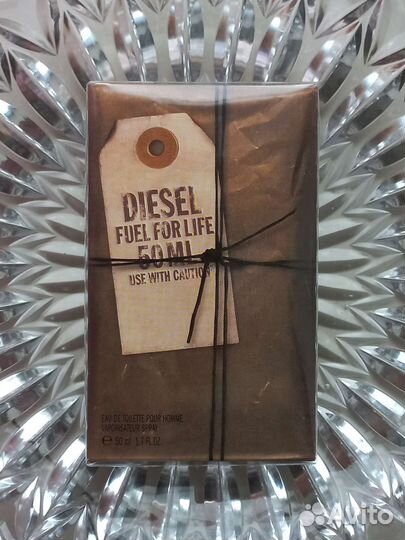 DIESEL
FUEL FOR LIFE
50 ML
USE WITH CAUTION
EAU DE TOILETTE POUR HOMME
VAPORISATEUR SPRAY
℮ 50 ml 1.7 FL.OZ.
Avito